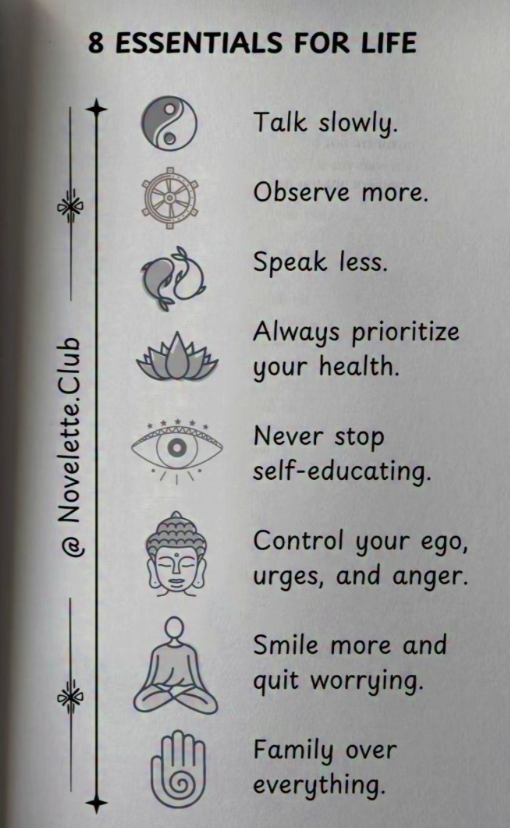 8 ESSENTIALS FOR LIFE
Talk slowly.
Observe more.
Speak less.
Always prioritize
your health.
Never stop
self-educating.
Control your ego,
urges, and anger.
Smile more and
quit worrying.
Family over
everything.
@ Novelette.Club